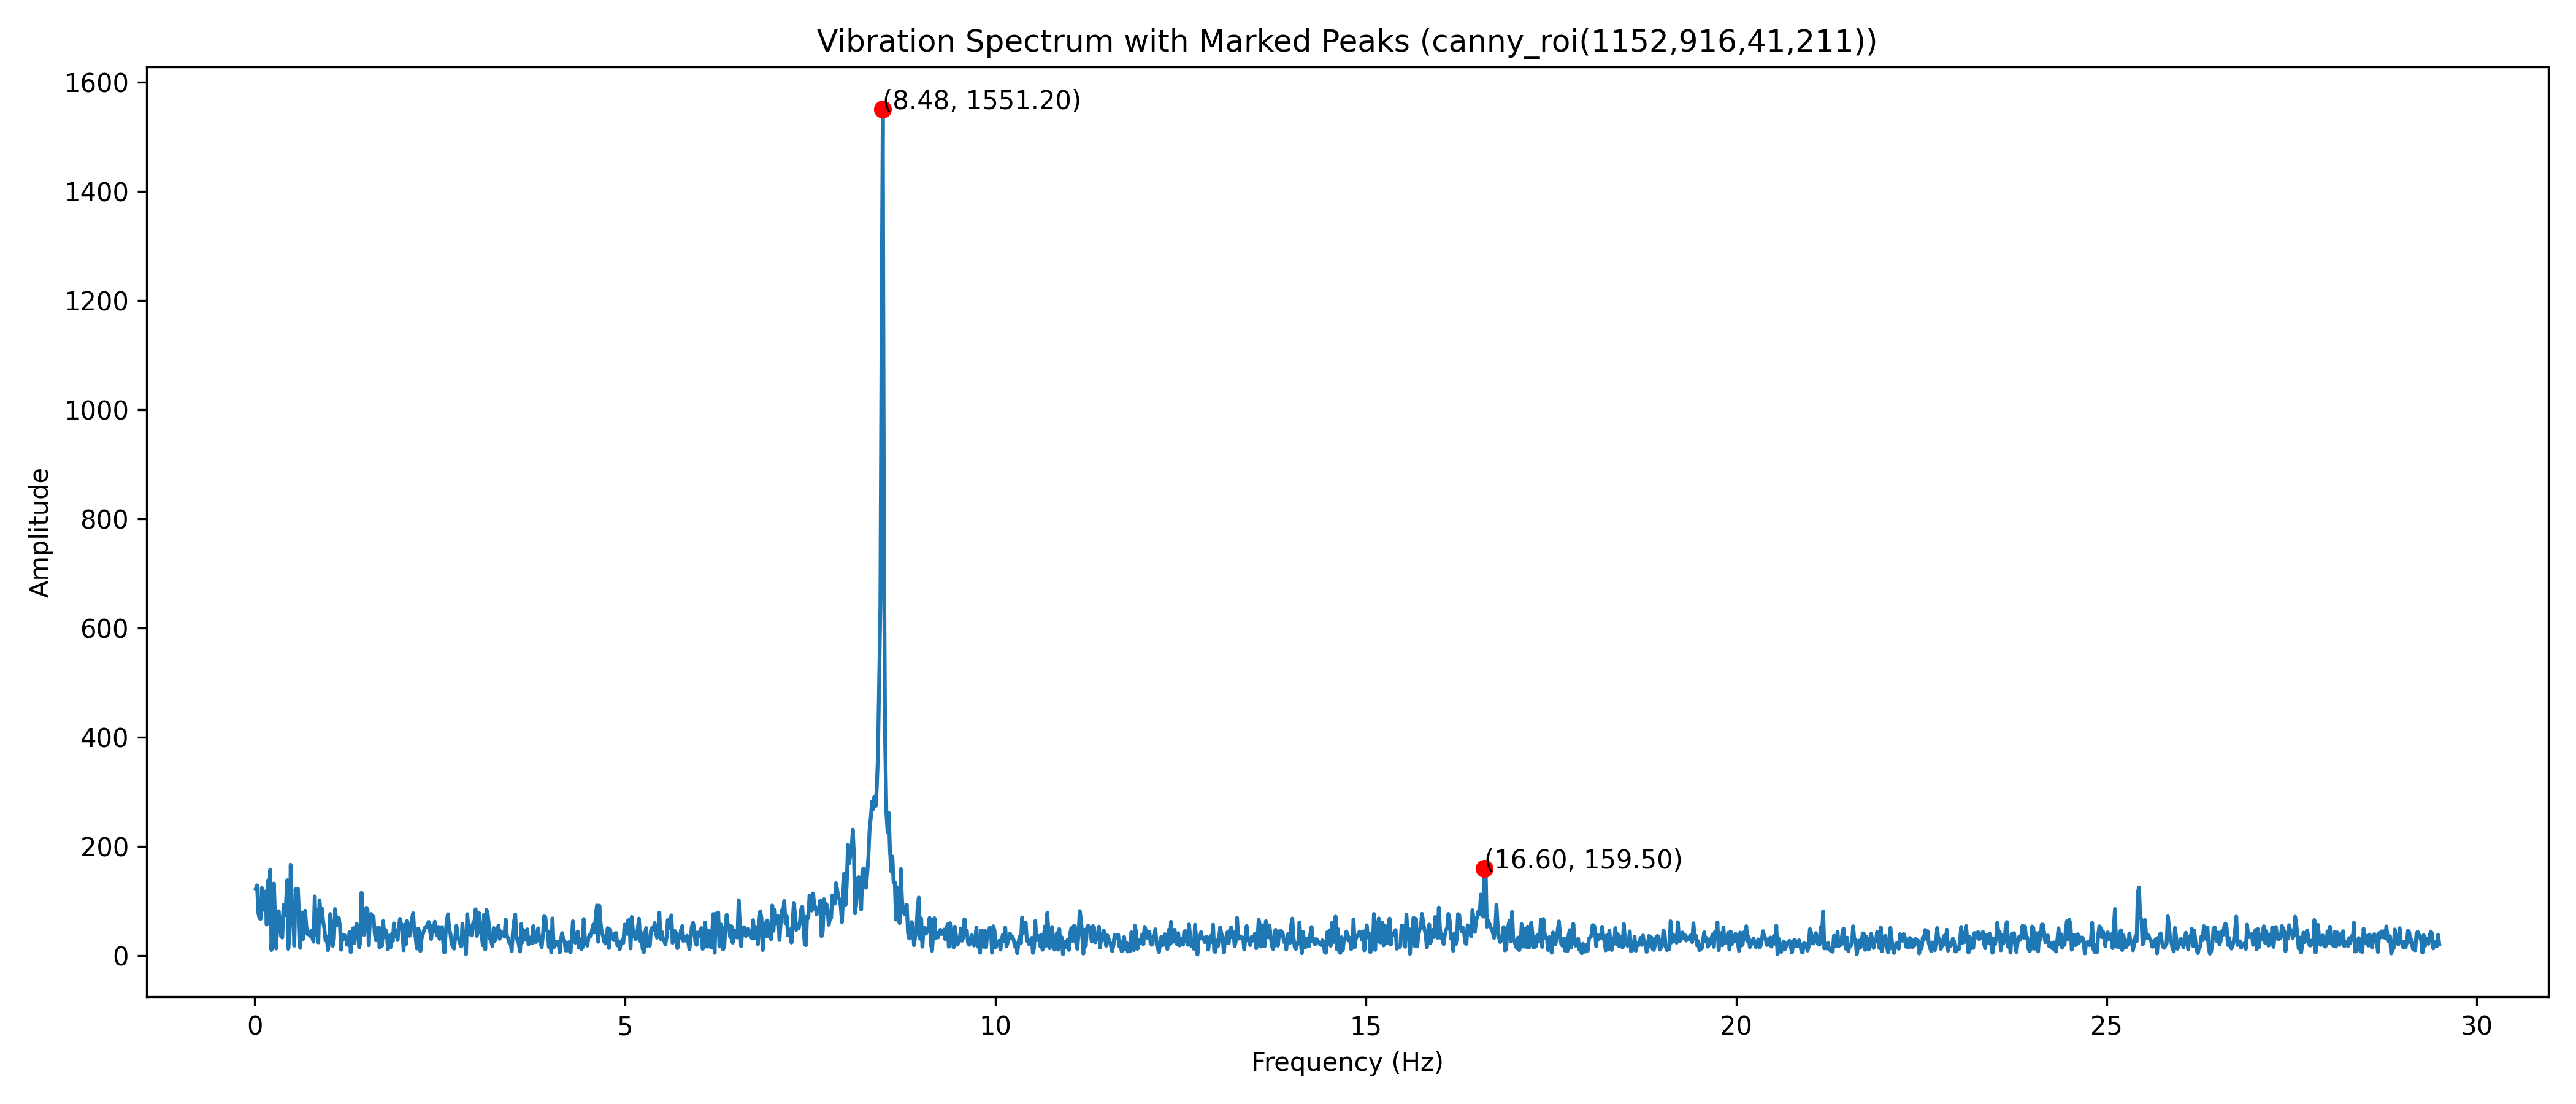 Vibration Spectrum with Marked Peaks (canny_roi(1152,916,41,211))
1600
1400
1200
1000
800
600
400
200
0
Amplitude
(8.48, 1551.20)
(16.60, 159.50)
0 5 10 15 20 25 30
Frequency (Hz)